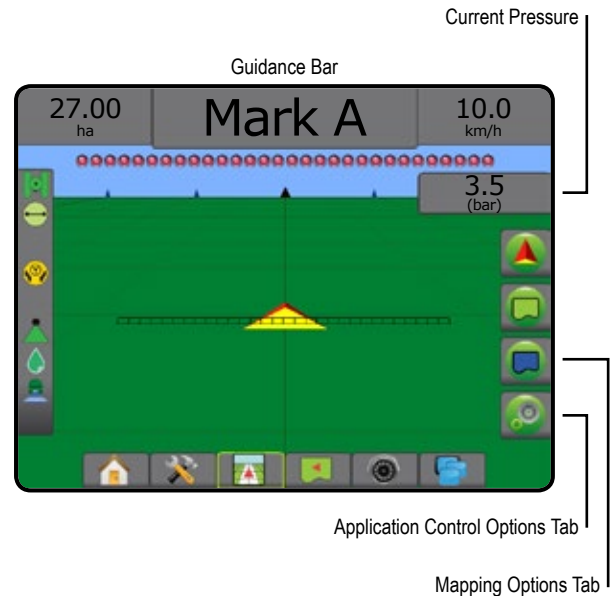 Current Pressure
Guidance Bar
27.00
ha
Mark A
10.0
km/h
3.5
(bar)
Application Control Options Tab
Mapping Options Tab